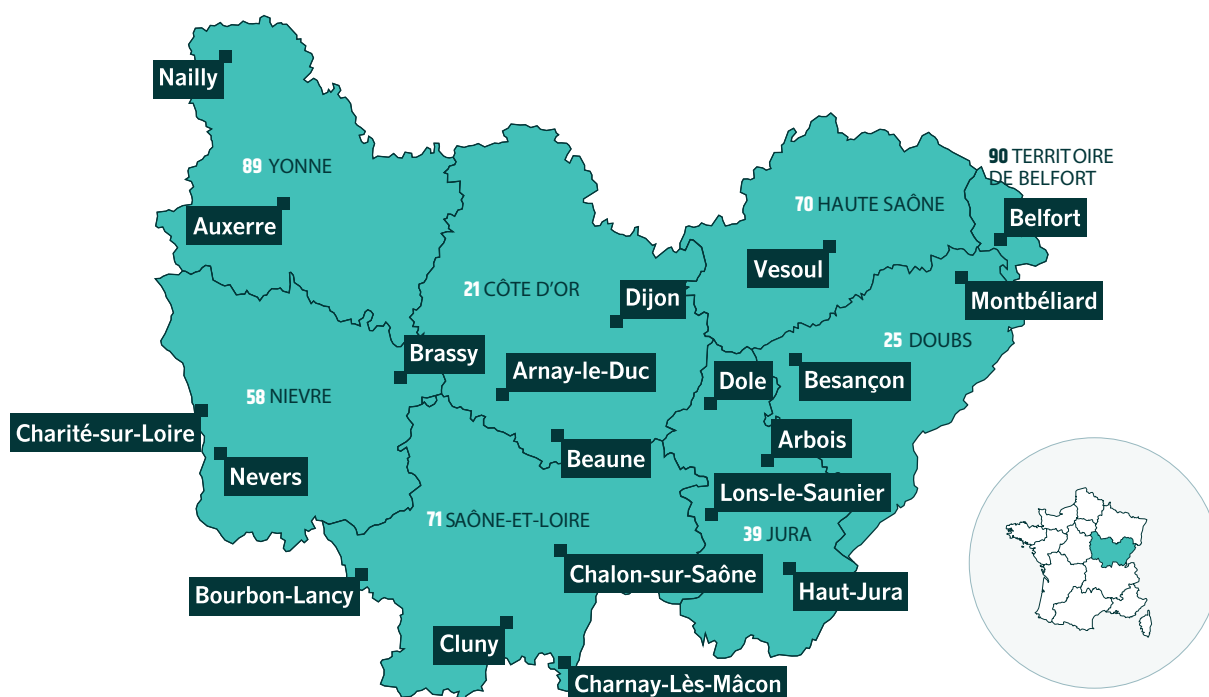 Nailly
89 YONNE
90 TERRITOIRE
DE BELFORT
Auxerre
70 HAUTE SAÔNE
Belfort
Vesoul
21 CÔTE D'OR
Dijon
Montbéliard
25 DOUBS
Brassy
Arnay-le-Duc
Dole
Besançon
58 NIEVRE
Charité-sur-Loire
Arbois
Beaune
Nevers
Lons-le-Saunier
71 SAÔNE-ET-LOIRE
39 JURA
Chalon-sur-Saône
Bourbon-Lancy
Haut-Jura
Cluny
Charnay-Lès-Mâcon